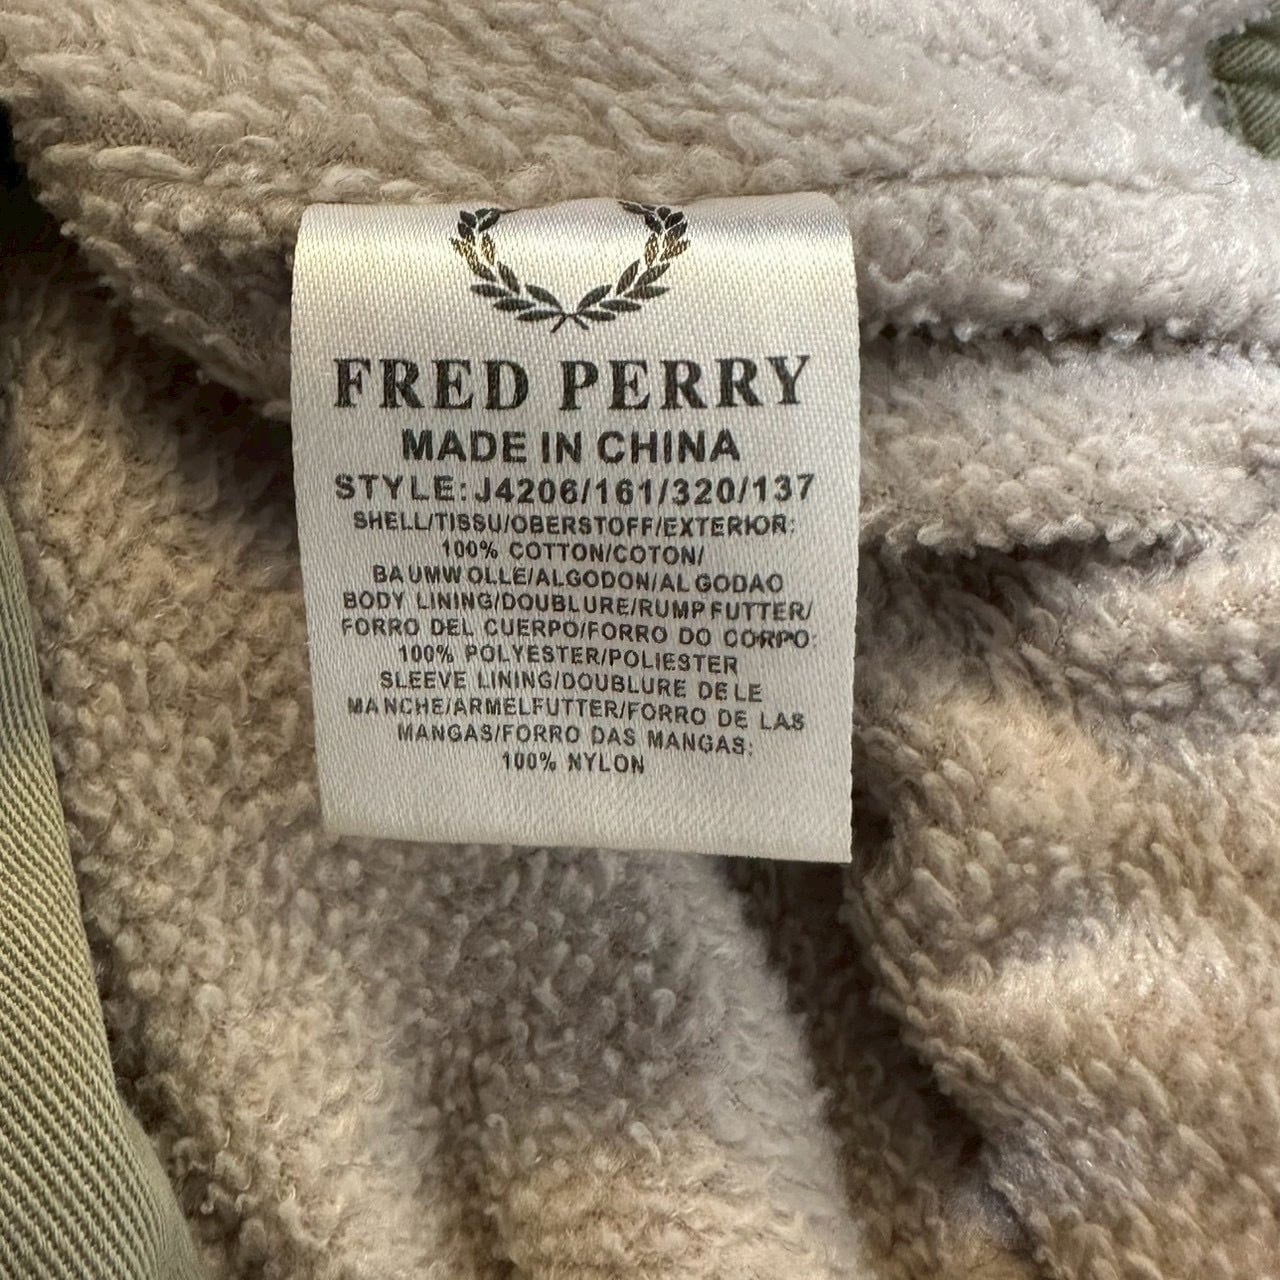 FRED PERRY
MADE IN CHINA
STYLE: J4206/161/320/137
SHELL/TISSU/OBERSTOFF/EXTERIOR:
100% COTTON/COTON/
BAUMWOLLE/ALGODON/ALGODAO
BODY LINING/DOUBLURE/RUMPFUTTER/
FORRO DEL CUERPO/FORRO DO CORPO:
100% POLYESTER/POLIESTER
SLEEVE LINING/DOUBLURE DE LE
MANCHE/ARMELFUTTER/FORRO DE LAS
MANGAS/FORRO DAS MANGAS:
100% NYLON